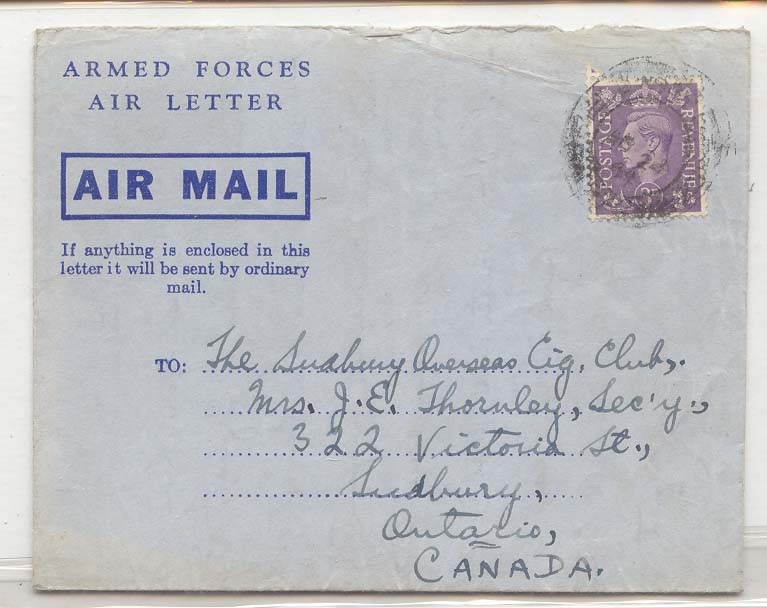 ARMED FORCES
AIR LETTER
AIR MAIL
If anything is enclosed in this
letter it will be sent by ordinary
mail.
POSTAGE
REVENUE
TO: The Sudbury Overseas Cig. Club,.
Mrs. J.E. Thornley, Sec'y.,
322 Victoria St.,
Sudbury,
Ontario,
CANADA.